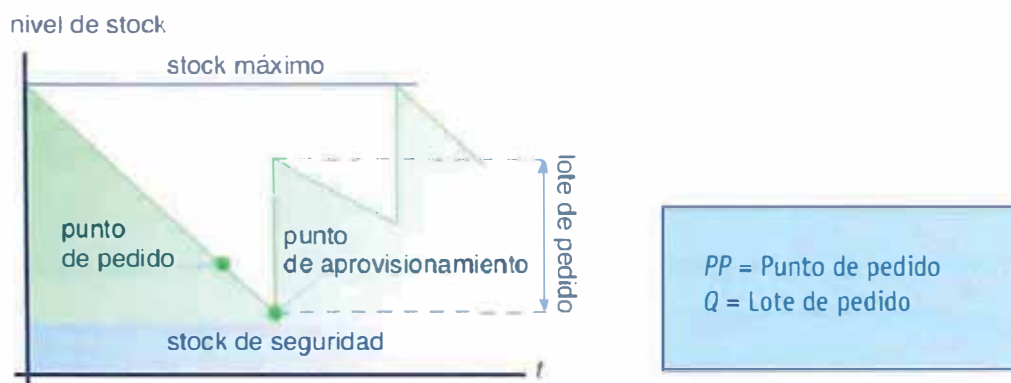 nivel de stock
stock máximo
punto
de pedido
punto
de aprovisionamiento
lote de pedido
stock de seguridad
t
PP = Punto de pedido
Q = Lote de pedido